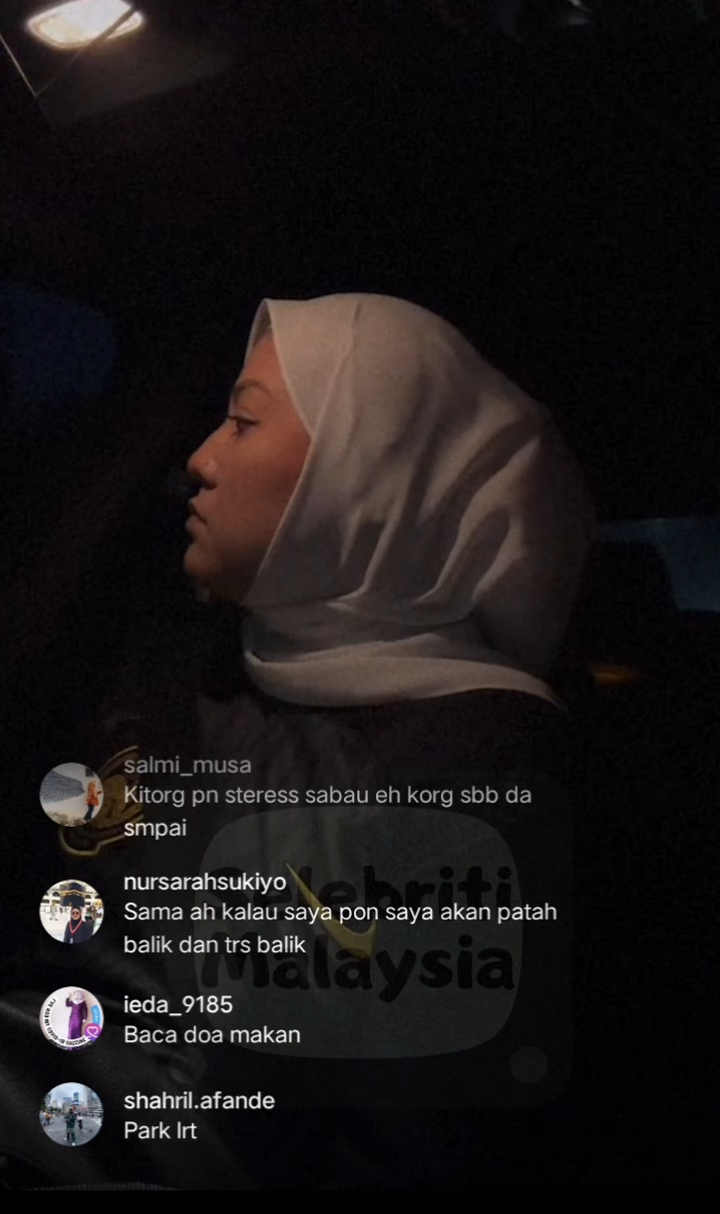 salmi_musa
Kitorg pn steress sabau eh korg sbb da
smpai
nursarahsukiyo
Sama ah kalau saya pon saya akan patah
balik dan trs balik
Selebriti
Malaysia
ieda_9185
Baca doa makan
shahril.afande
Park lrt